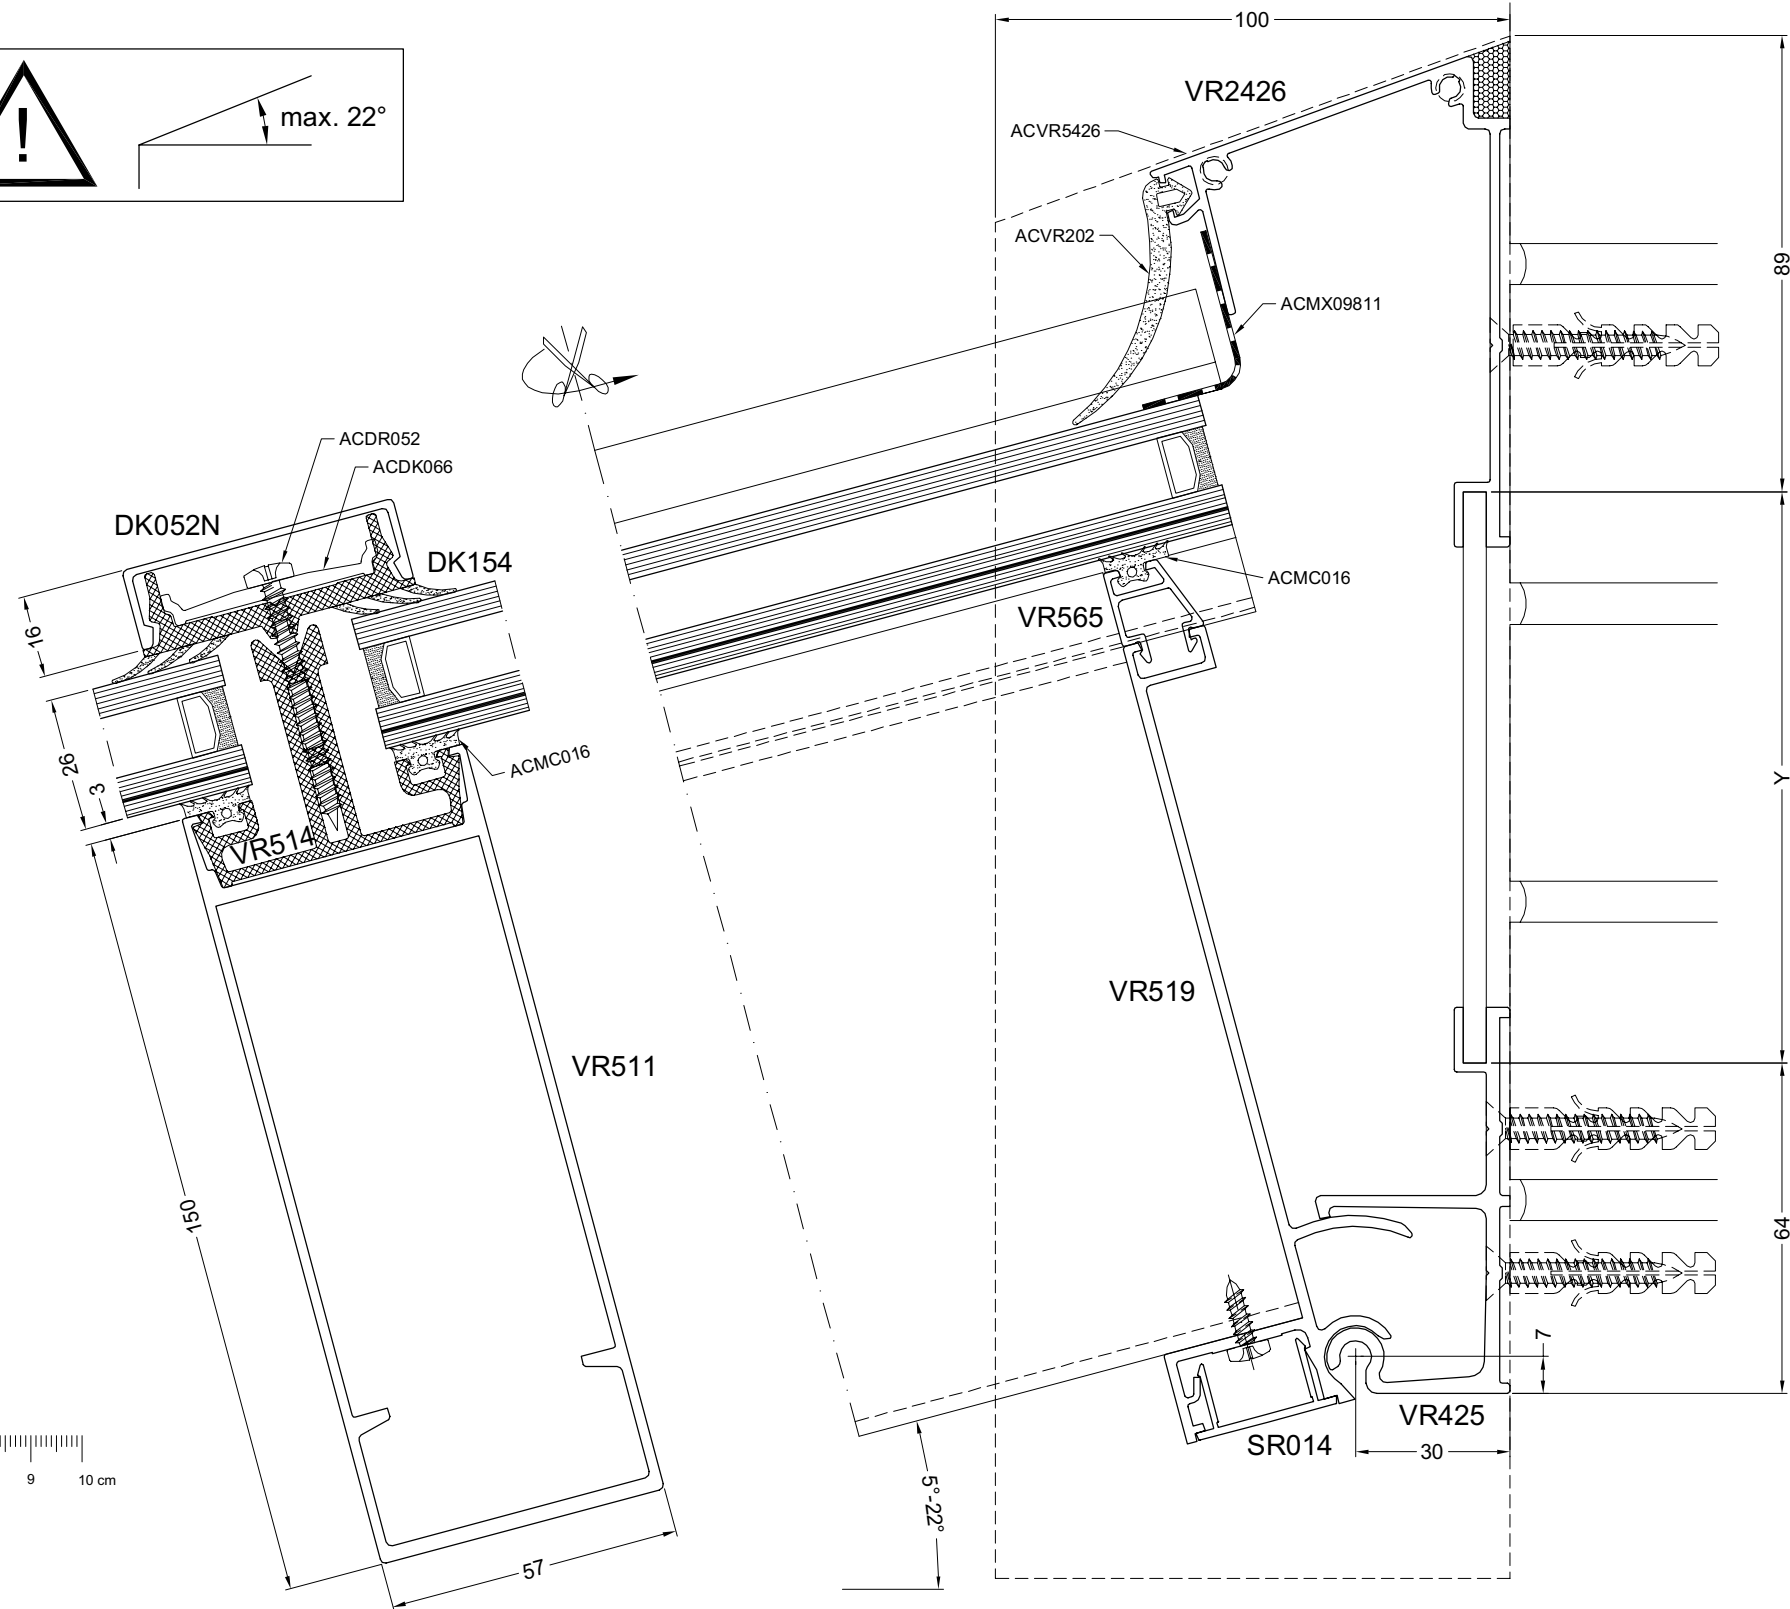 100
VR2426
! max. 22°
ACVR5426
ACVR202
89
ACMX09811
ACDR052
ACDK066
DK052N
DK154
ACMC016
VR565
16
26
ACMC016
3
Y
VR514
VR519
VR511
150
64
7
VR425
SR014
30
9 10 cm
5°-22°
57